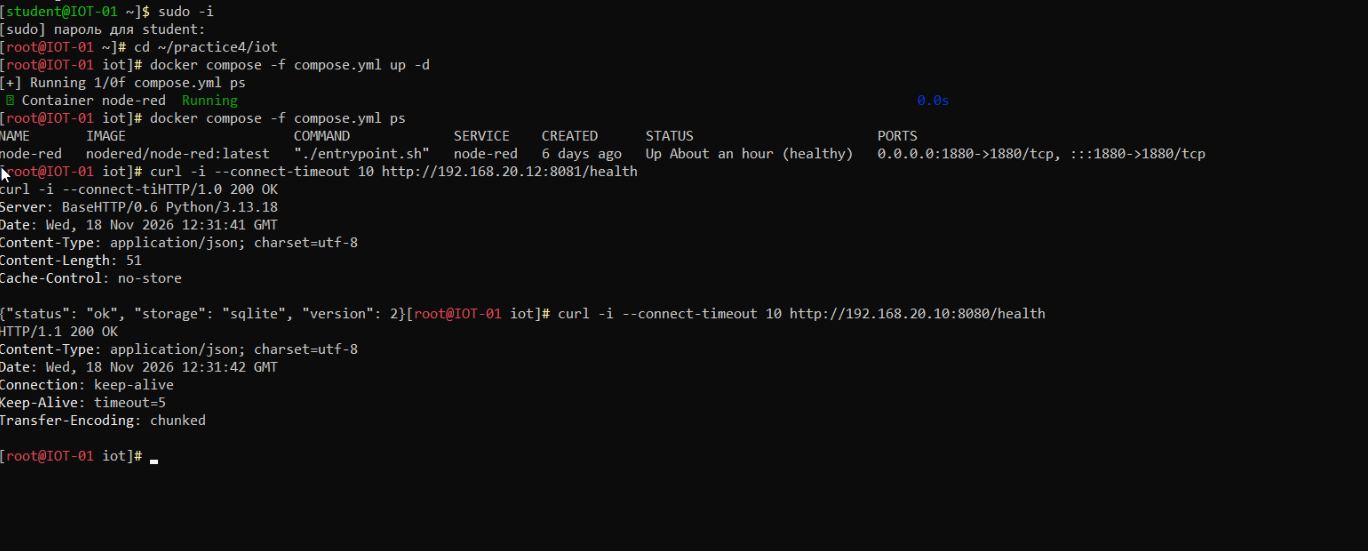 [student@IOT-01 ~]$ sudo -i
[sudo] пароль для student:
[root@IOT-01 ~]# cd ~/practice4/iot
[root@IOT-01 iot]# docker compose -f compose.yml up -d
[+] Running 1/0f compose.yml ps
Container node-red  Running  0.0s
[root@IOT-01 iot]# docker compose -f compose.yml ps
NAME  IMAGE  COMMAND  SERVICE  CREATED  STATUS  PORTS
node-red  nodered/node-red:latest  "./entrypoint.sh"  node-red  6 days ago  Up About an hour (healthy)  0.0.0.0:1880->1880/tcp, :::1880->1880/tcp
[root@IOT-01 iot]# curl -i --connect-timeout 10 http://192.168.20.12:8081/health
curl -i --connect-tiHTTP/1.0 200 OK
Server: BaseHTTP/0.6 Python/3.13.18
Date: Wed, 18 Nov 2026 12:31:41 GMT
Content-Type: application/json; charset=utf-8
Content-Length: 51
Cache-Control: no-store
{"status": "ok", "storage": "sqlite", "version": 2}[root@IOT-01 iot]# curl -i --connect-timeout 10 http://192.168.20.10:8080/health
HTTP/1.1 200 OK
Content-Type: application/json; charset=utf-8
Date: Wed, 18 Nov 2026 12:31:42 GMT
Connection: keep-alive
Keep-Alive: timeout=5
Transfer-Encoding: chunked
[root@IOT-01 iot]#